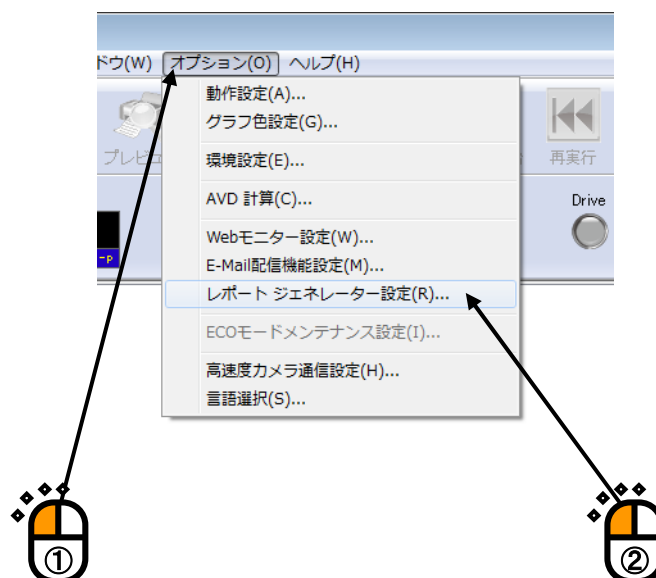 ドウ(W) オプション(O) ヘルプ(H)
動作設定(A)...
グラフ色設定(G)...
環境設定(E)...
AVD 計算(C)...
Webモニター設定(W)...
E-Mail配信機能設定(M)...
レポート ジェネレーター設定(R)...
ECOモードメンテナンス設定(I)...
高速度カメラ通信設定(H)...
言語選択(S)...
プレビュ
再実行
Drive
-P
①
②